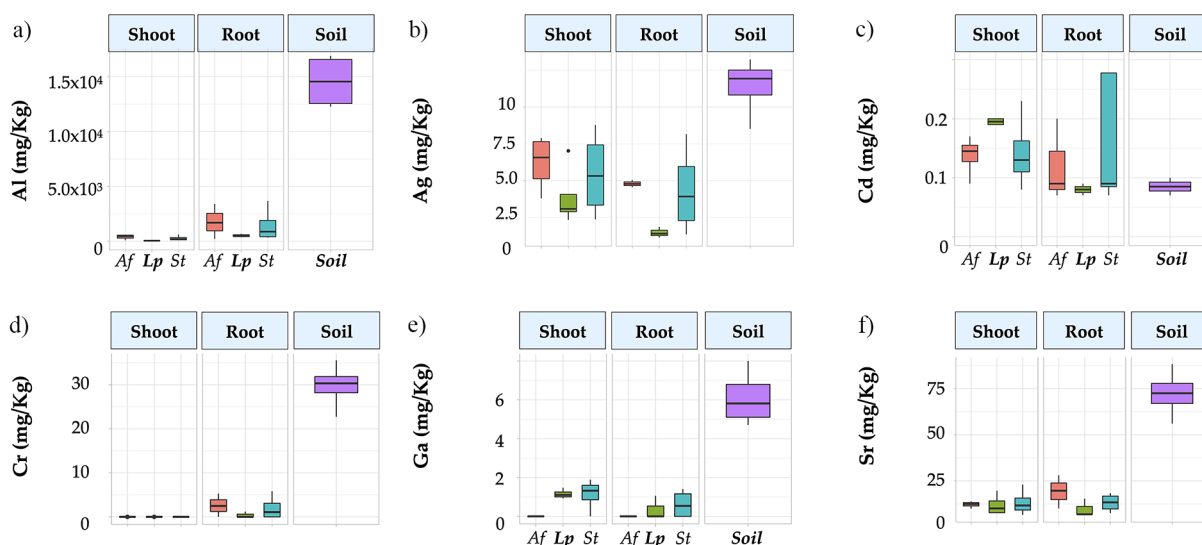 a)
Shoot Root Soil
Al (mg/Kg)
1.5x10⁴
1.0x10⁴
5.0x10³
0
Af Lp St Af Lp St Soil
b)
Shoot Root Soil
Ag (mg/Kg)
10
7.5
5.0
2.5
0
c)
Shoot Root Soil
Cd (mg/Kg)
0.2
0.1
0
Af Lp St Af Lp St Soil
d)
Shoot Root Soil
Cr (mg/Kg)
30
20
10
0
e)
Shoot Root Soil
Ga (mg/Kg)
6
4
2
0
Af Lp St Af Lp St Soil
f)
Shoot Root Soil
Sr (mg/Kg)
75
50
25
0